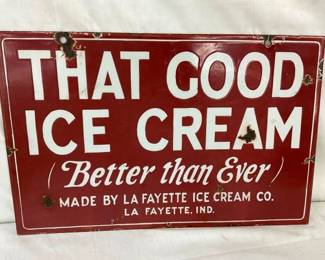 THAT GOOD
ICE CREAM
(Better than Ever)
MADE BY LA FAYETTE ICE CREAM CO.
LA FAYETTE, IND.